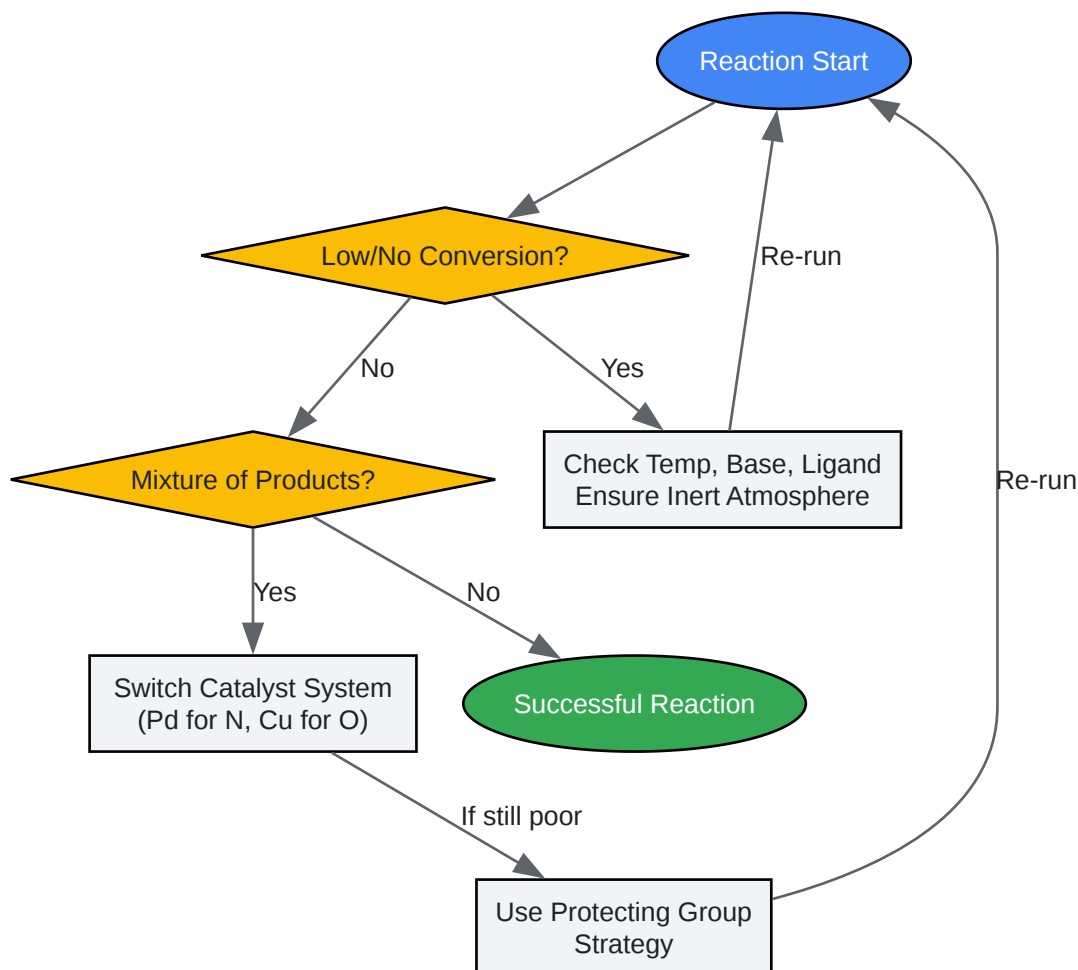 Reaction Start
Low/No Conversion?
Re-run
No
Yes
Mixture of Products?
Check Temp, Base, Ligand
Ensure Inert Atmosphere
Re-run
Yes
No
Switch Catalyst System
(Pd for N, Cu for O)
Successful Reaction
If still poor
Use Protecting Group
Strategy